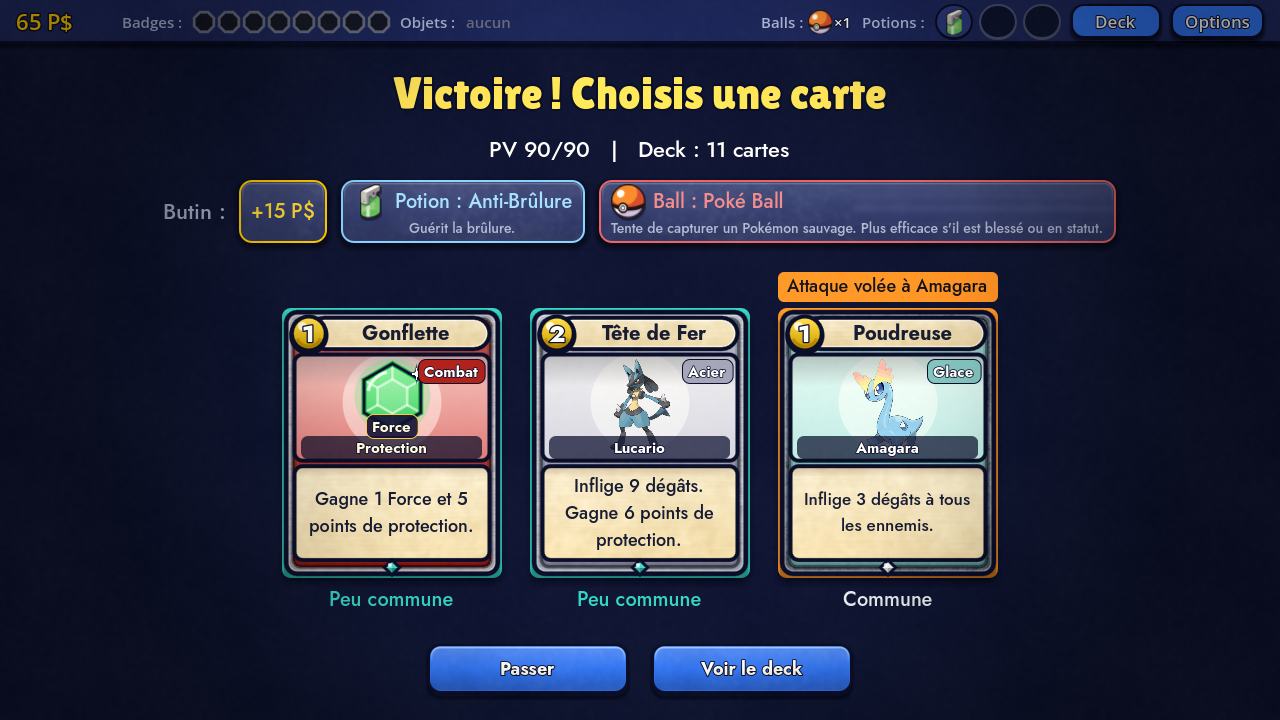 65 P$ Badges : Objets : aucun Balls : ×1 Potions : Deck Options
Victoire ! Choisis une carte
PV 90/90 | Deck : 11 cartes
Butin : +15 P$
Potion : Anti-Brûlure
Guérit la brûlure.
Ball : Poké Ball
Tente de capturer un Pokémon sauvage. Plus efficace s'il est blessé ou en statut.
Attaque volée à Amagara
1 Gonflette
Combat
Force
Protection
Gagne 1 Force et 5
points de protection.
Peu commune
2 Tête de Fer
Acier
Lucario
Inflige 9 dégâts.
Gagne 6 points de
protection.
Peu commune
1 Poudreuse
Glace
Amagara
Inflige 3 dégâts à tous
les ennemis.
Commune
Passer
Voir le deck